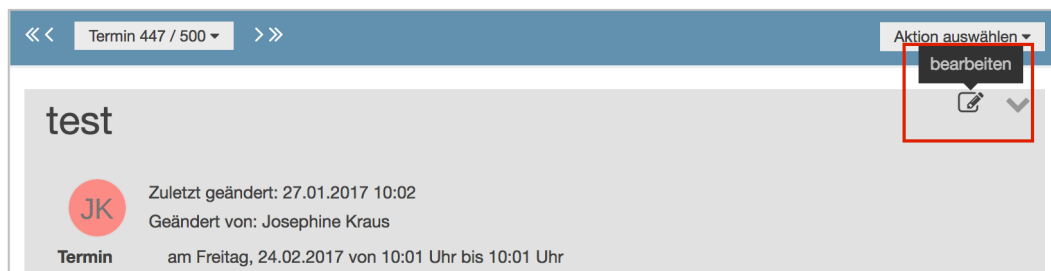 Termin 447 / 500
Aktion auswählen
bearbeiten
test
JK
Zuletzt geändert: 27.01.2017 10:02
Geändert von: Josephine Kraus
Termin am Freitag, 24.02.2017 von 10:01 Uhr bis 10:01 Uhr